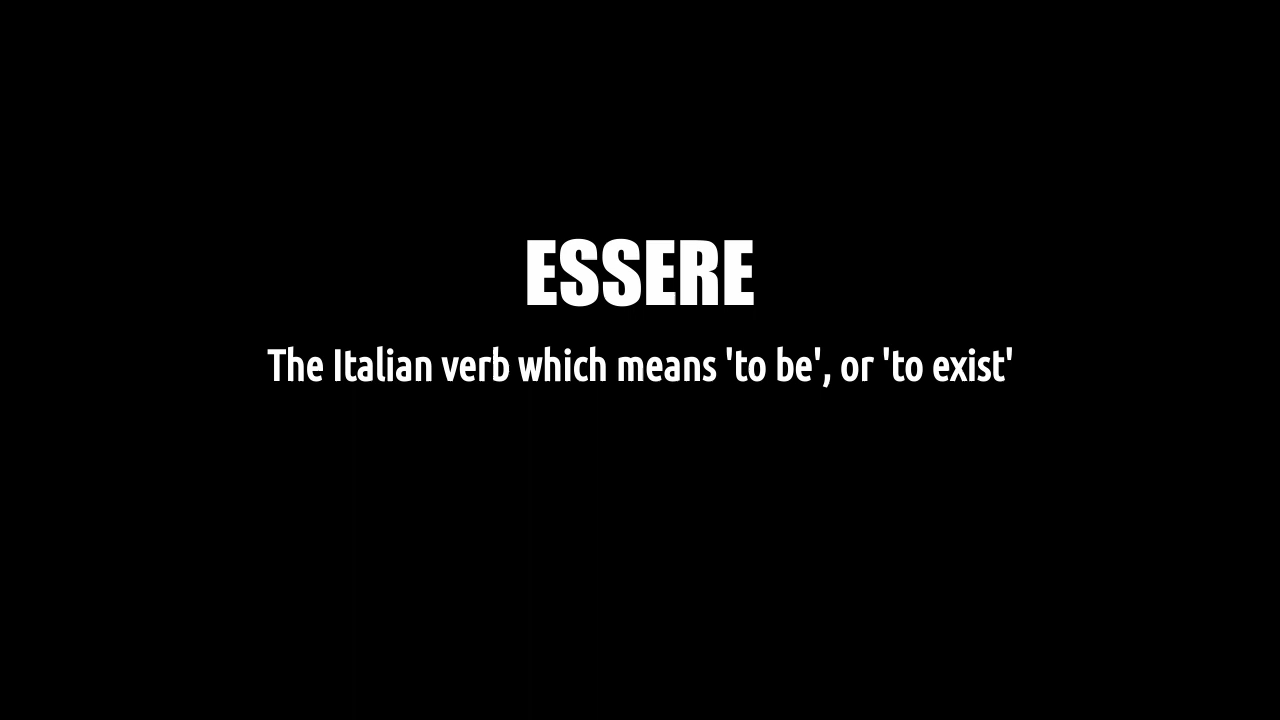 ESSERE
The Italian verb which means 'to be', or 'to exist'